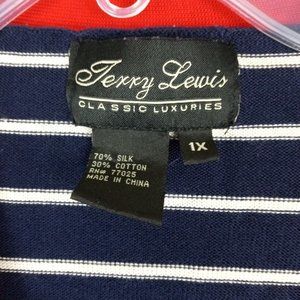 Terry Lewis
CLASSIC LUXURIES
1X
70% SILK
30% COTTON
RN# 77025
MADE IN CHINA